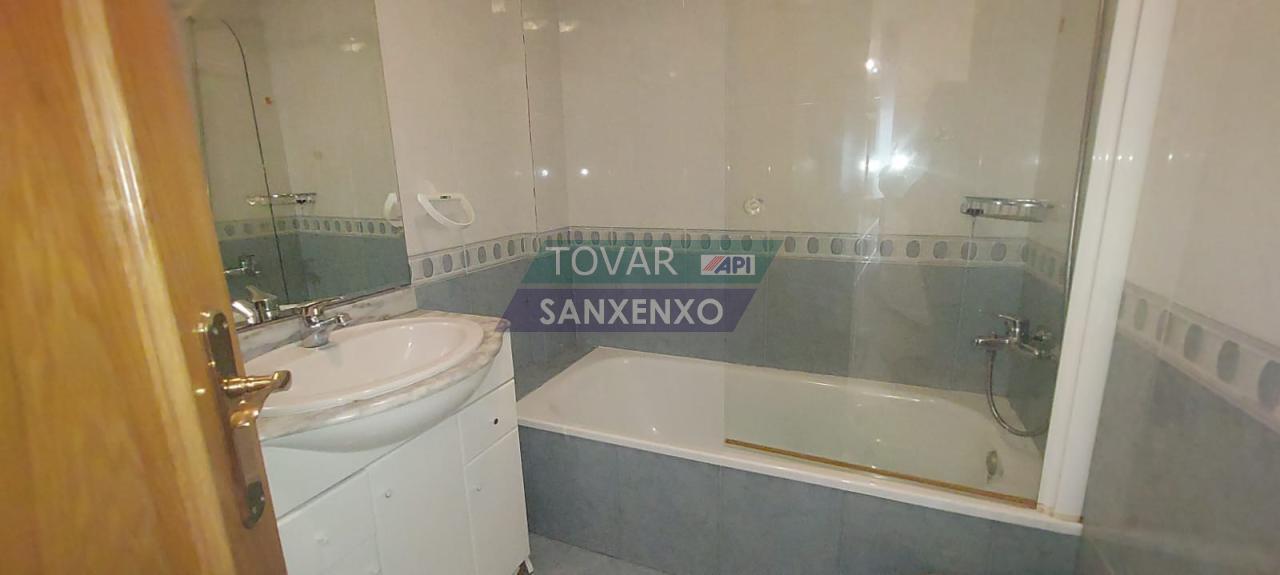 TOVAR API
SANXENXO